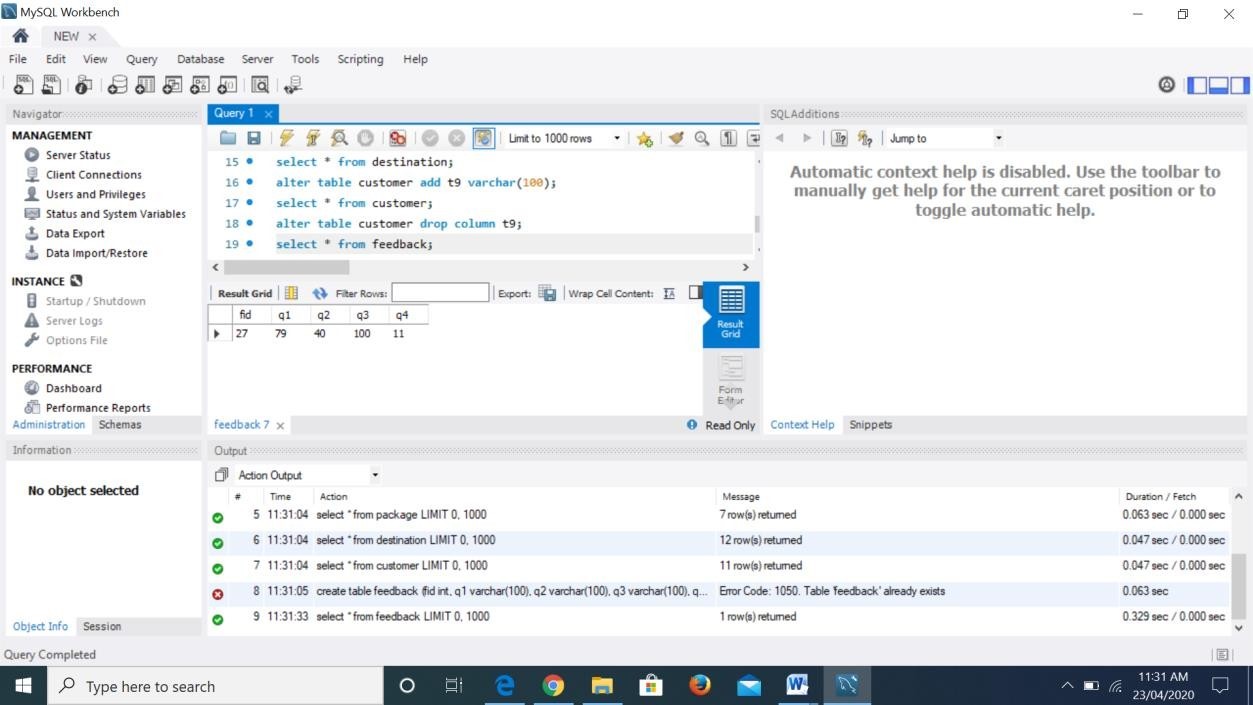 MySQL Workbench
NEW
File Edit View Query Database Server Tools Scripting Help
Navigator
MANAGEMENT
Server Status
Client Connections
Users and Privileges
Status and System Variables
Data Export
Data Import/Restore
INSTANCE
Startup / Shutdown
Server Logs
Options File
PERFORMANCE
Dashboard
Performance Reports
Administration Schemas
Query 1
Limit to 1000 rows
15 select * from destination;
16 alter table customer add t9 varchar(100);
17 select * from customer;
18 alter table customer drop column t9;
19 select * from feedback;
Result Grid Filter Rows: Export: Wrap Cell Content:
fid q1 q2 q3 q4
27 79 40 100 11
Result
Grid
Form
Editor
feedback 7
Read Only
SQLAdditions
Jump to
Automatic context help is disabled. Use the toolbar to
manually get help for the current caret position or to
toggle automatic help.
Context Help Snippets
Information
No object selected
Object Info Session
Output
Action Output
# Time Action Message Duration / Fetch
5 11:31:04 select * from package LIMIT 0, 1000 7 row(s) returned 0.063 sec / 0.000 sec
6 11:31:04 select * from destination LIMIT 0, 1000 12 row(s) returned 0.047 sec / 0.000 sec
7 11:31:04 select * from customer LIMIT 0, 1000 11 row(s) returned 0.047 sec / 0.000 sec
8 11:31:05 create table feedback (fid int, q1 varchar(100), q2 varchar(100), q3 varchar(100), q... Error Code: 1050. Table 'feedback' already exists 0.063 sec
9 11:31:33 select * from feedback LIMIT 0, 1000 1 row(s) returned 0.329 sec / 0.000 sec
Query Completed
Type here to search
11:31 AM
23/04/2020